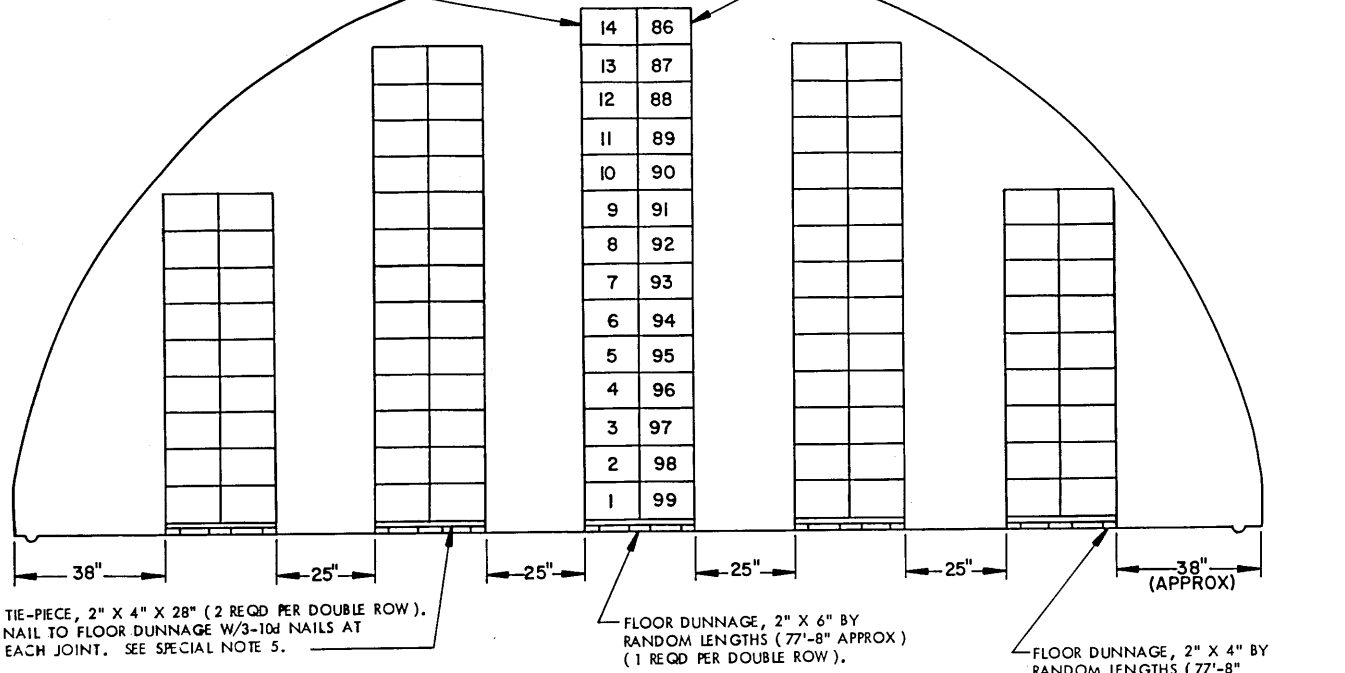 14 86
13 87
12 88
11 89
10 90
9 91
8 92
7 93
6 94
5 95
4 96
3 97
2 98
1 99
38" 25" 25" 25" 25" 38"
(APPROX)
TIE-PIECE, 2" X 4" X 28" (2 REQD PER DOUBLE ROW).
NAIL TO FLOOR DUNNAGE W/3-10d NAILS AT
EACH JOINT. SEE SPECIAL NOTE 5.
FLOOR DUNNAGE, 2" X 6" BY
RANDOM LENGTHS (77'-8" APPROX)
(1 REQD PER DOUBLE ROW).
FLOOR DUNNAGE, 2" X 4" BY
RANDOM LENGTHS (77'-8"